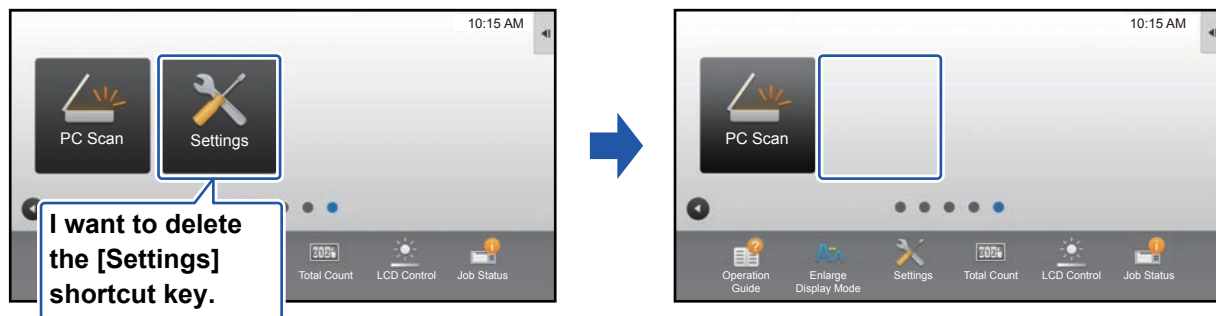 10:15 AM
PC Scan
Settings
I want to delete
the [Settings]
shortcut key.
Total Count
LCD Control
Job Status
10:15 AM
PC Scan
Operation
Guide
Enlarge
Display Mode
Settings
Total Count
LCD Control
Job Status